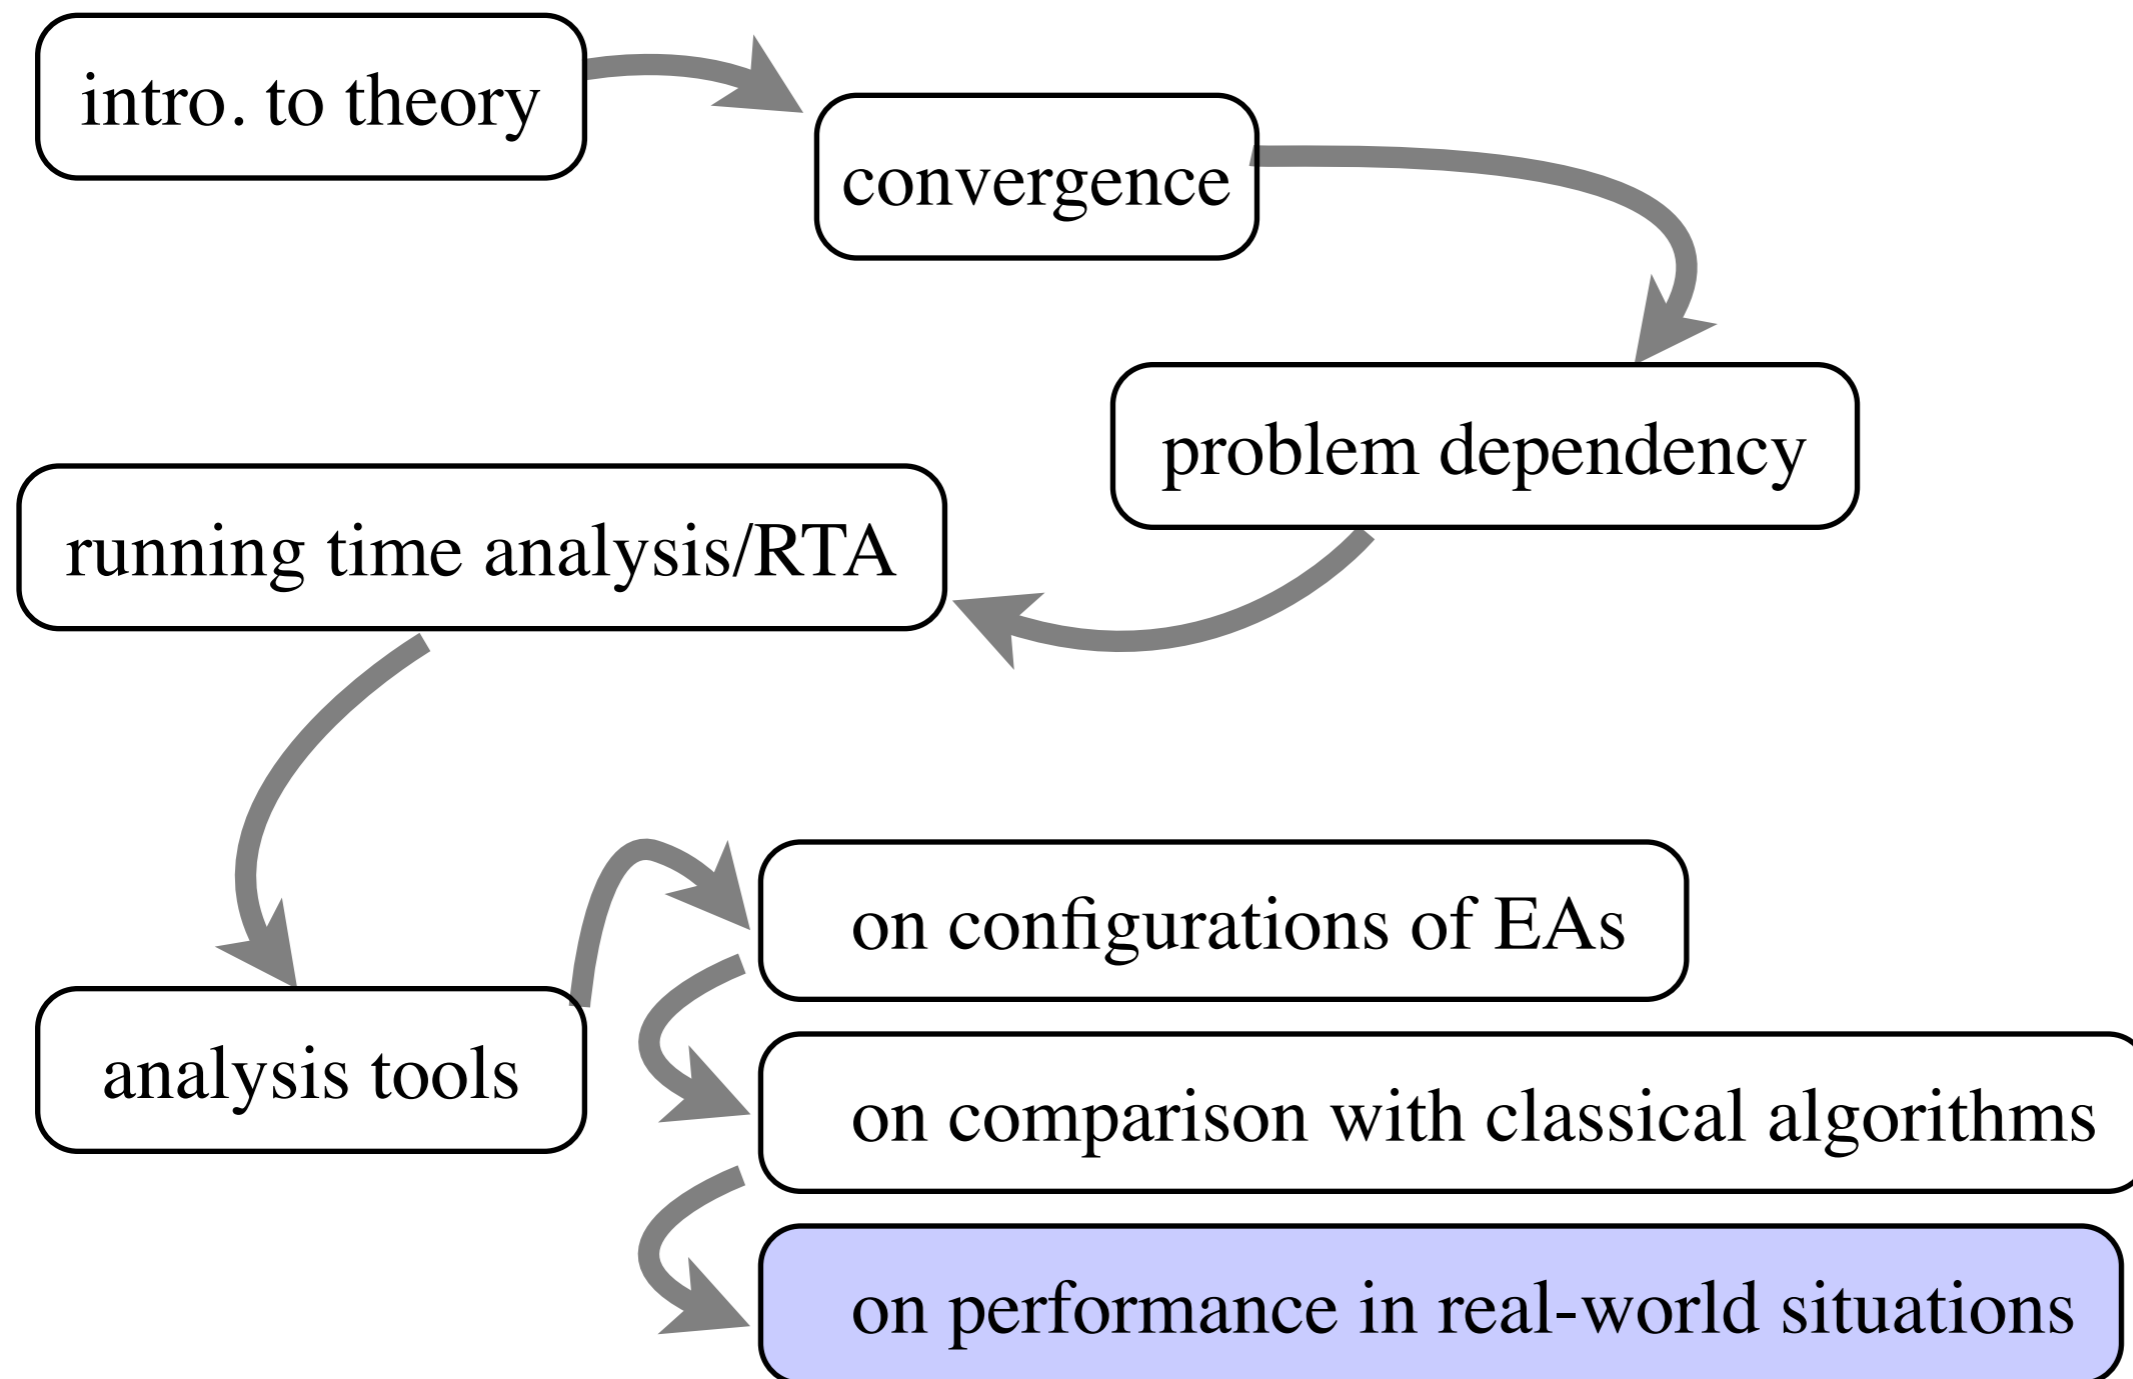 intro. to theory
convergence
problem dependency
running time analysis/RTA
analysis tools
on configurations of EAs
on comparison with classical algorithms
on performance in real-world situations